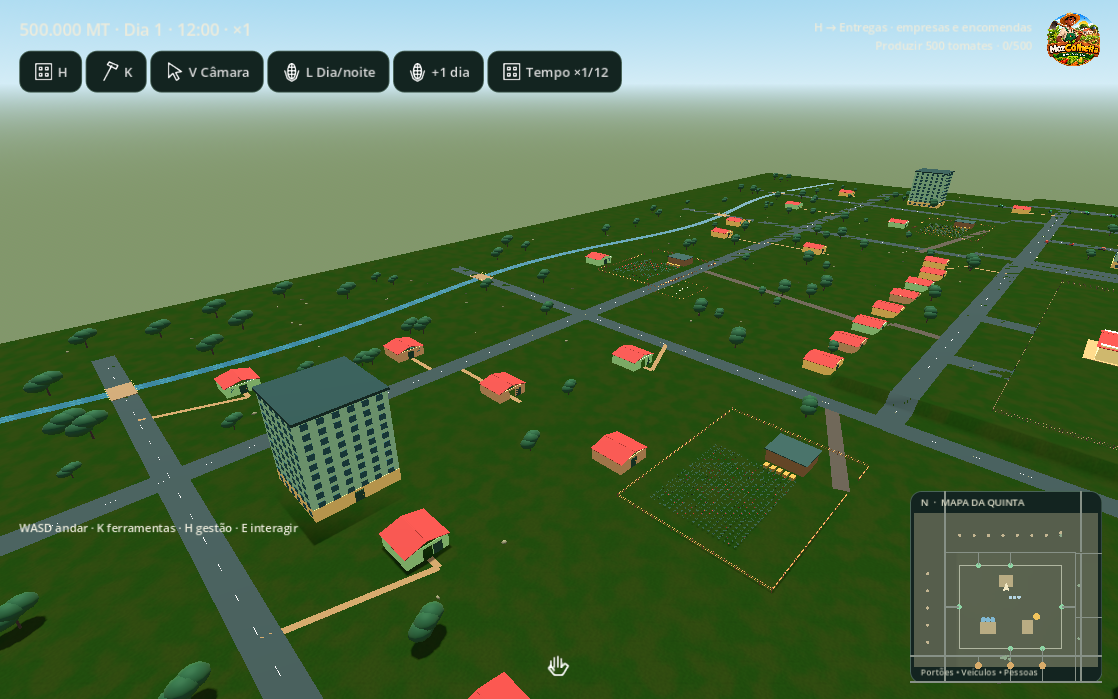 500.000 MT · Dia 1 · 12:00 · ×1
H → Entregas · empresas e encomendas
Produzir 500 tomates · 0/500
MozColheita
H
K
V Câmara
L Dia/noite
+1 dia
Tempo ×1/12
WASD andar · K ferramentas · H gestão · E interagir
N · MAPA DA QUINTA
Portões • Veículos • Pessoas